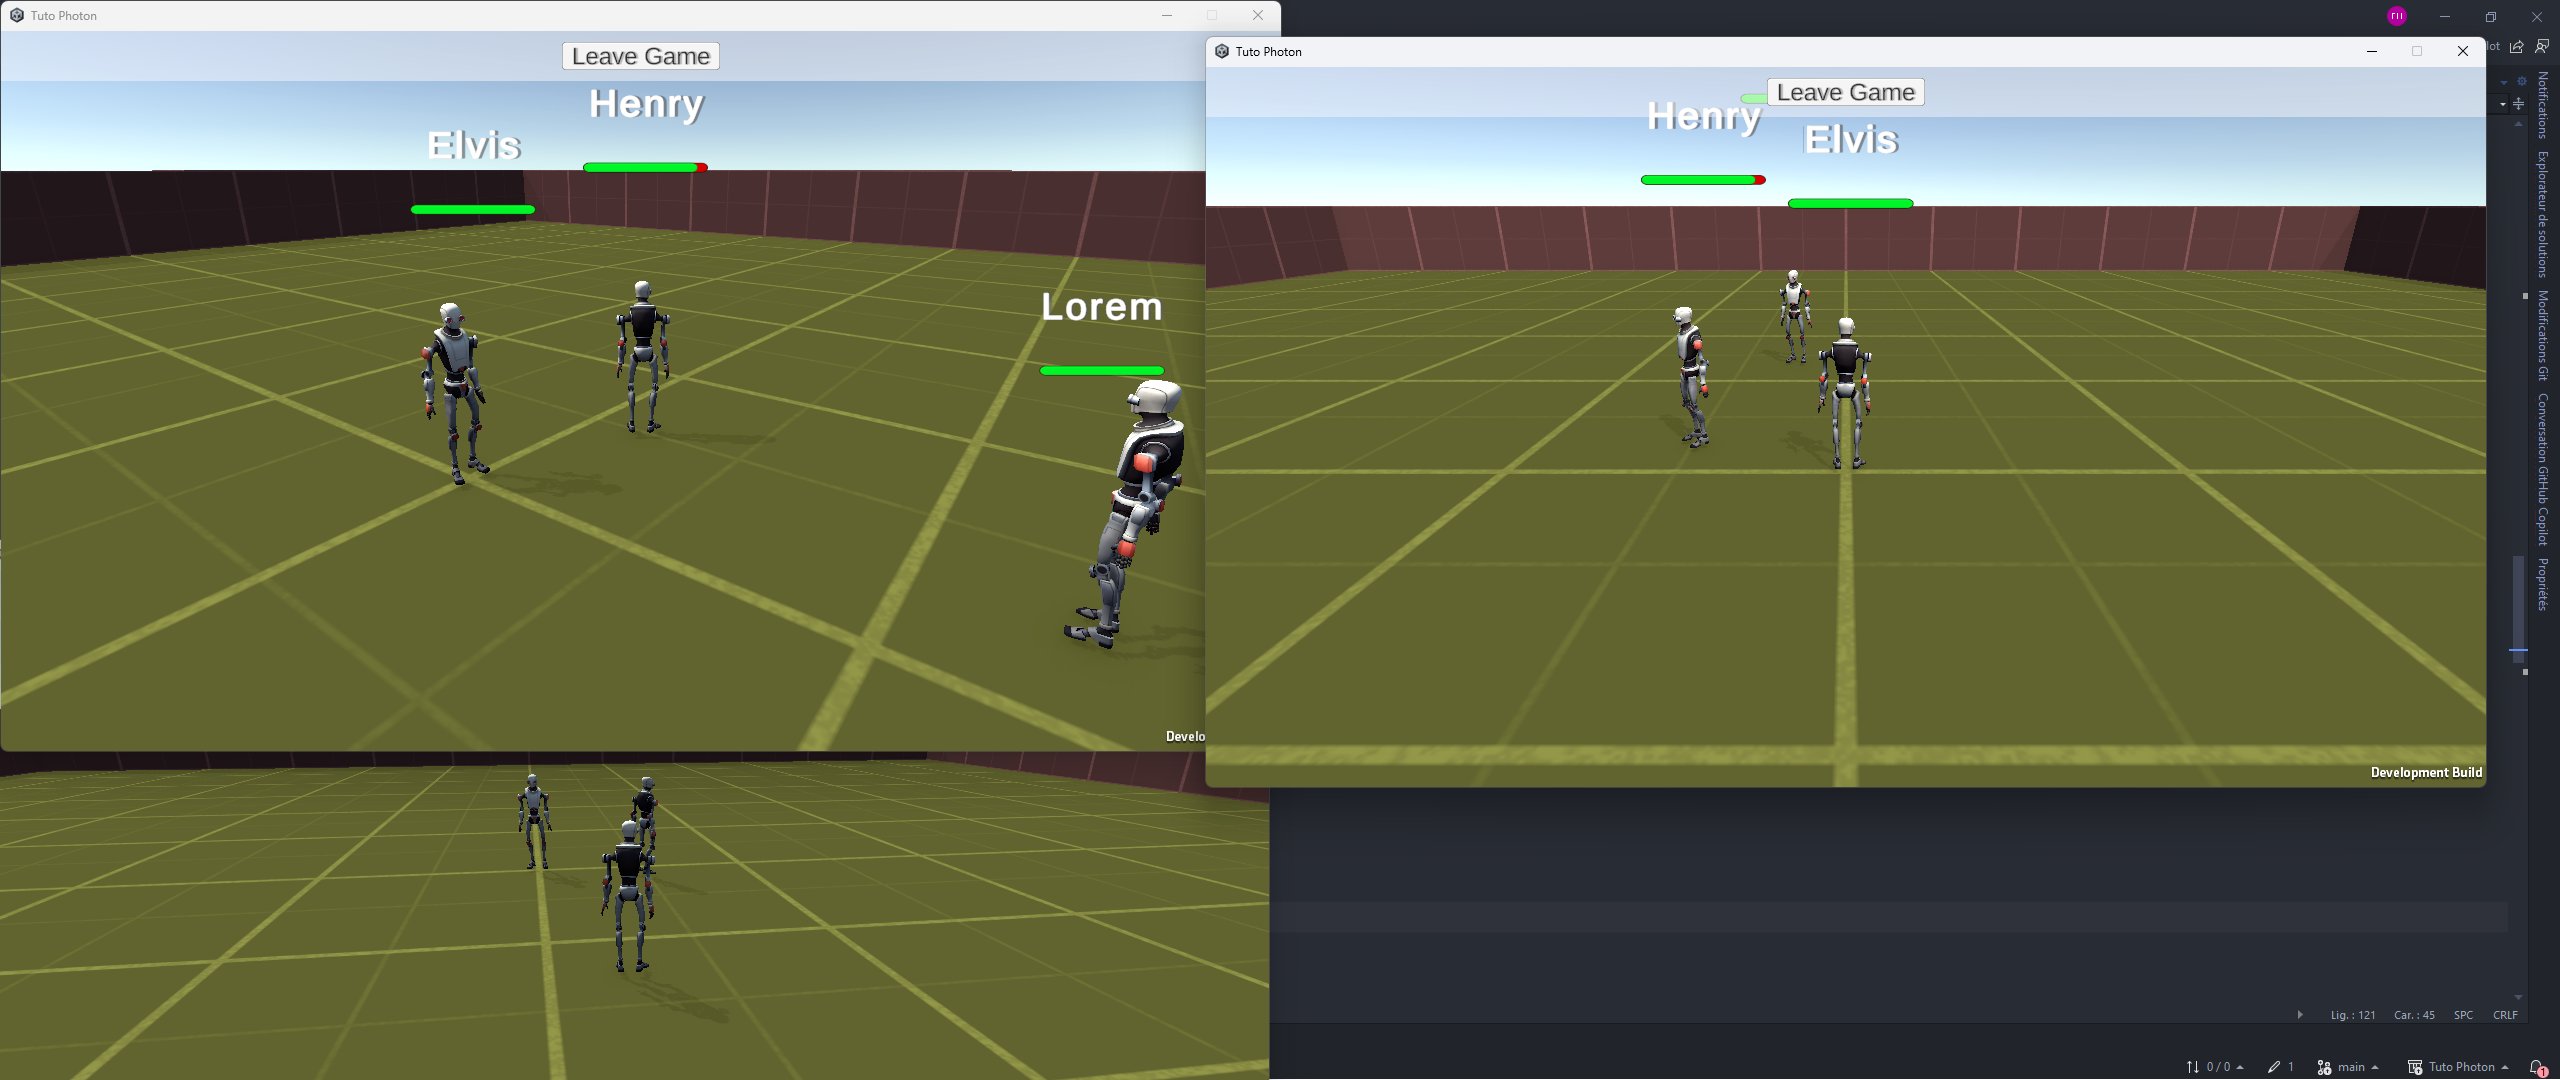 Tuto Photon
Leave Game
Henry
Elvis
Lorem
Develo
Tuto Photon
Leave Game
Henry
Elvis
Development Build
lot
Notifications
Explorateur de solutions
Modifications Git
Conversation GitHub Copilot
Propriétés
Lig. : 121 Car. : 45 SPC CRLF
0 / 0 1 main Tuto Photon 1